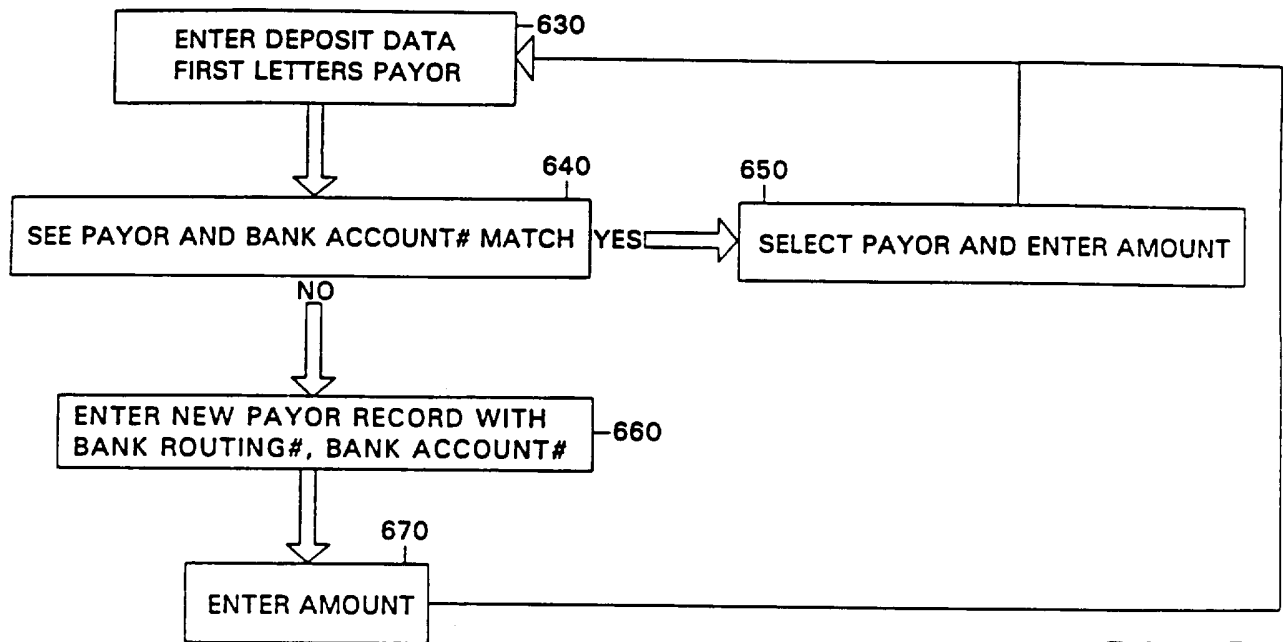 630
ENTER DEPOSIT DATA
FIRST LETTERS PAYOR
640
650
SEE PAYOR AND BANK ACCOUNT# MATCH
YES
SELECT PAYOR AND ENTER AMOUNT
NO
ENTER NEW PAYOR RECORD WITH
BANK ROUTING#, BANK ACCOUNT#
660
670
ENTER AMOUNT